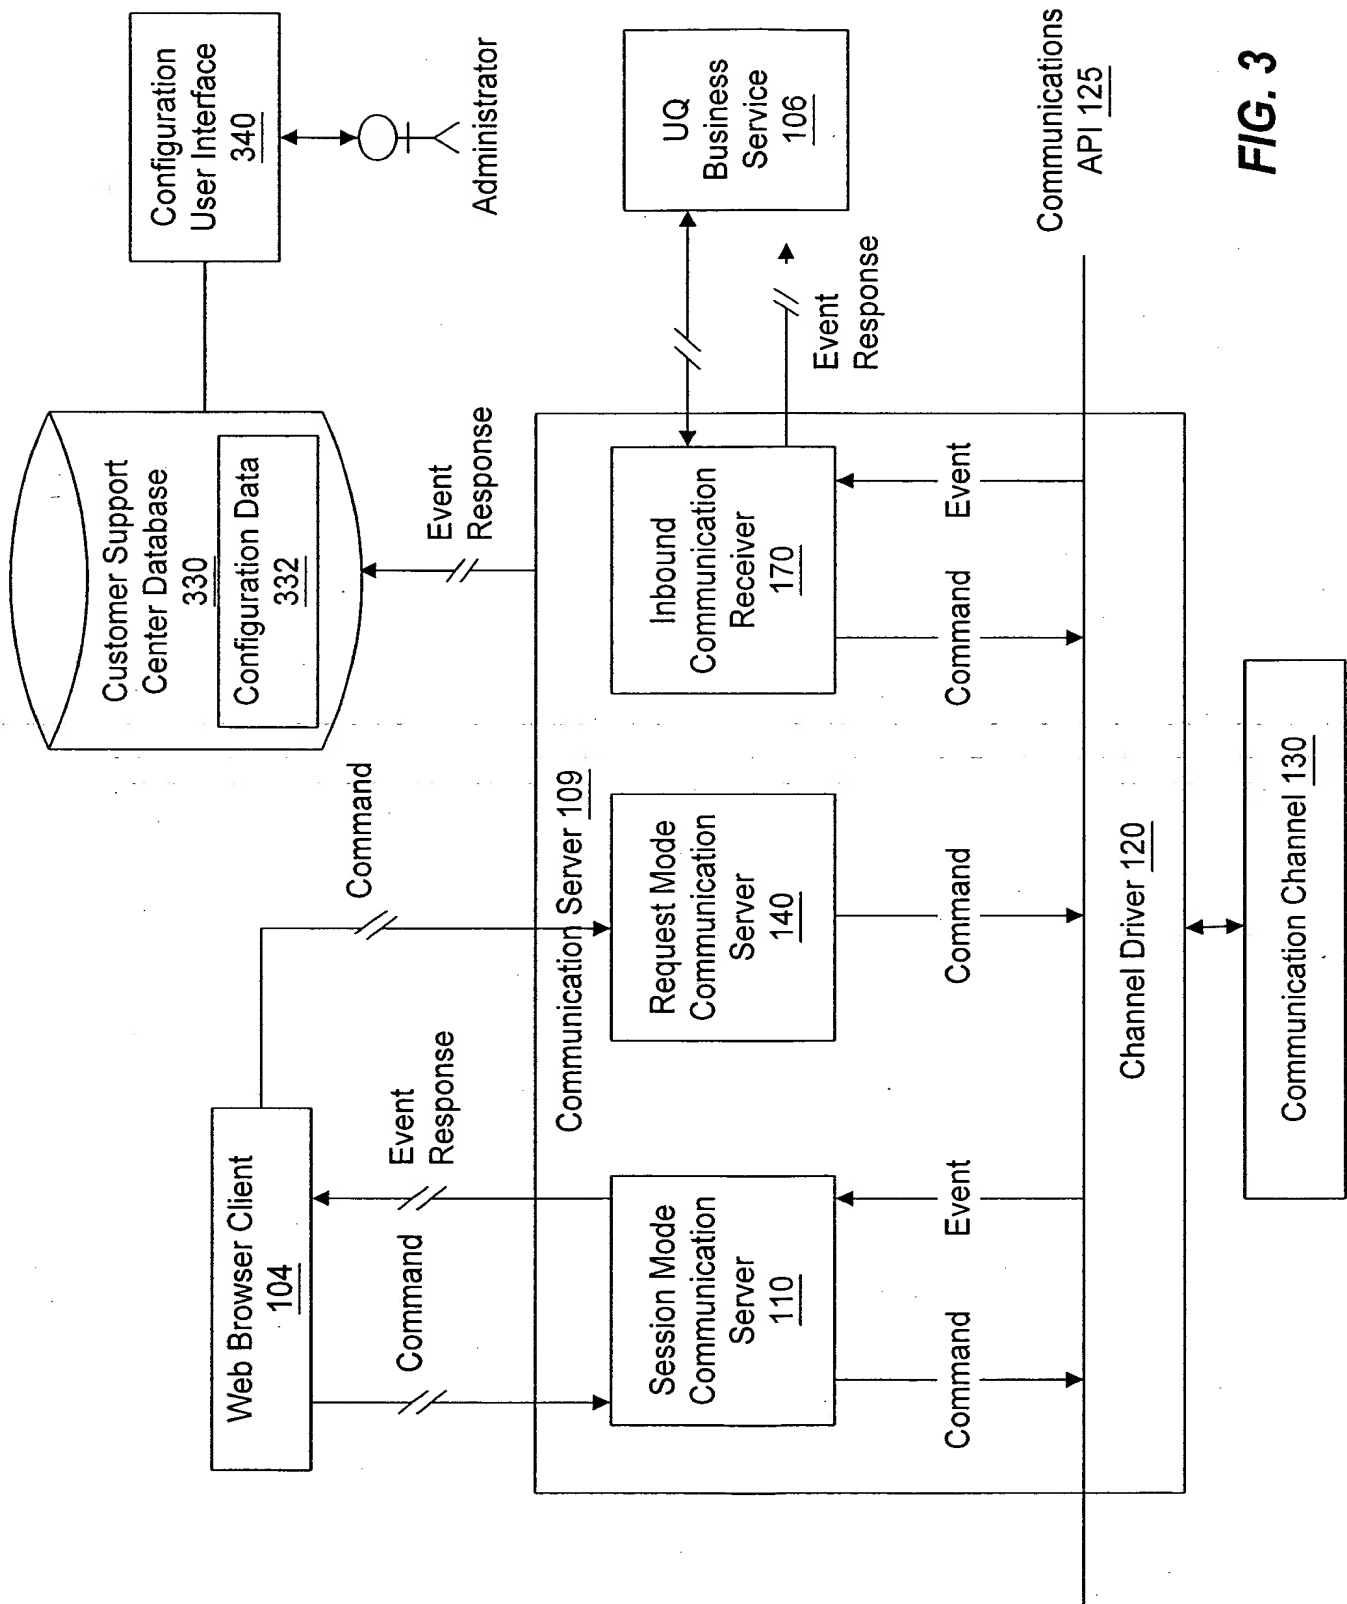 Web Browser Client
104
Command
Event
Response
Command
Customer Support
Center Database
330
Configuration Data
332
Configuration
User Interface
340
Administrator
Event
Response
Communication Server 109
Session Mode
Communication
Server
110
Request Mode
Communication
Server
140
Inbound
Communication
Receiver
170
UQ
Business
Service
106
Event
Response
Command
Event
Command
Command
Event
Communications
API 125
Channel Driver 120
Communication Channel 130
FIG. 3